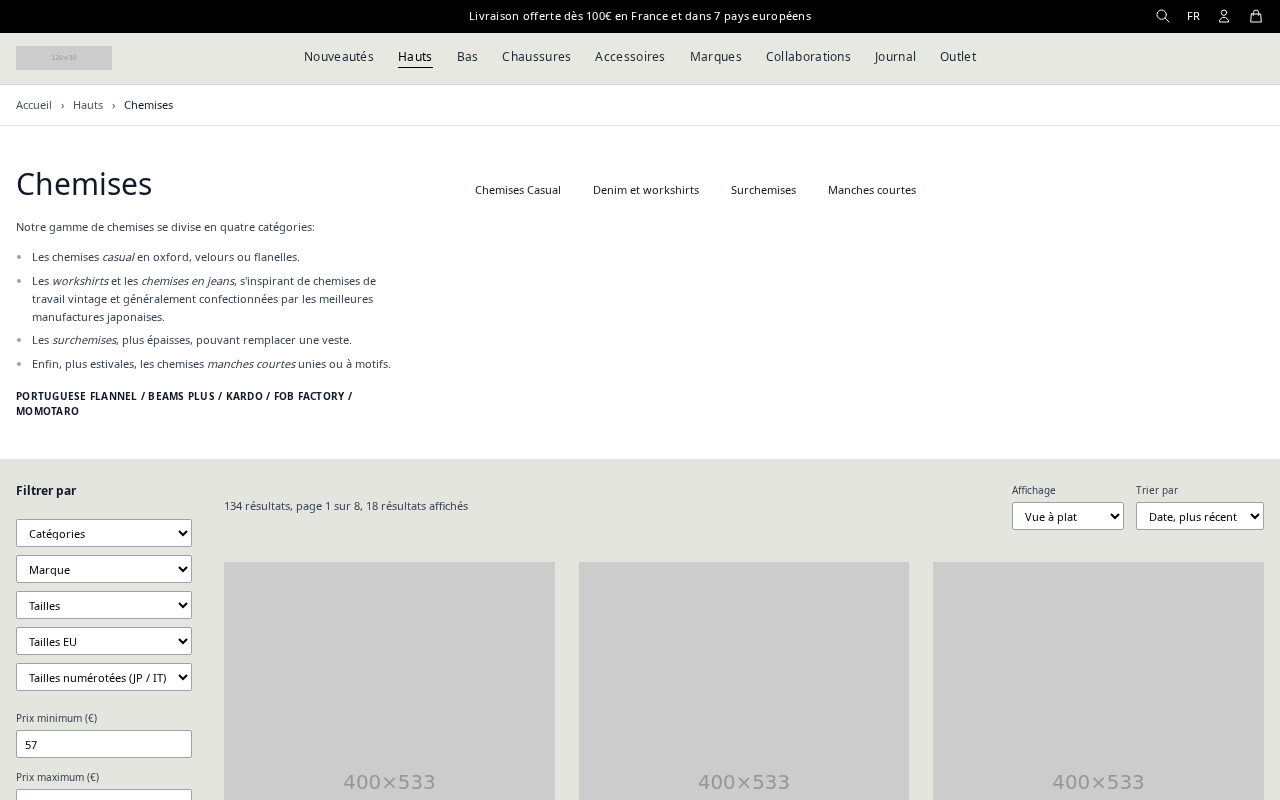 Livraison offerte dès 100€ en France et dans 7 pays européens
FR
120×30
Nouveautés
Hauts
Bas
Chaussures
Accessoires
Marques
Collaborations
Journal
Outlet
Accueil › Hauts › Chemises
Chemises
Chemises Casual
Denim et workshirts
Surchemises
Manches courtes
Notre gamme de chemises se divise en quatre catégories:
Les chemises casual en oxford, velours ou flanelles.
Les workshirts et les chemises en jeans, s'inspirant de chemises de
travail vintage et généralement confectionnées par les meilleures
manufactures japonaises.
Les surchemises, plus épaisses, pouvant remplacer une veste.
Enfin, plus estivales, les chemises manches courtes unies ou à motifs.
PORTUGUESE FLANNEL / BEAMS PLUS / KARDO / FOB FACTORY /
MOMOTARO
Filtrer par
Catégories
Marque
Tailles
Tailles EU
Tailles numérotées (JP / IT)
Prix minimum (€)
57
Prix maximum (€)
134 résultats, page 1 sur 8, 18 résultats affichés
Affichage
Vue à plat
Trier par
Date, plus récent
400×533
400×533
400×533